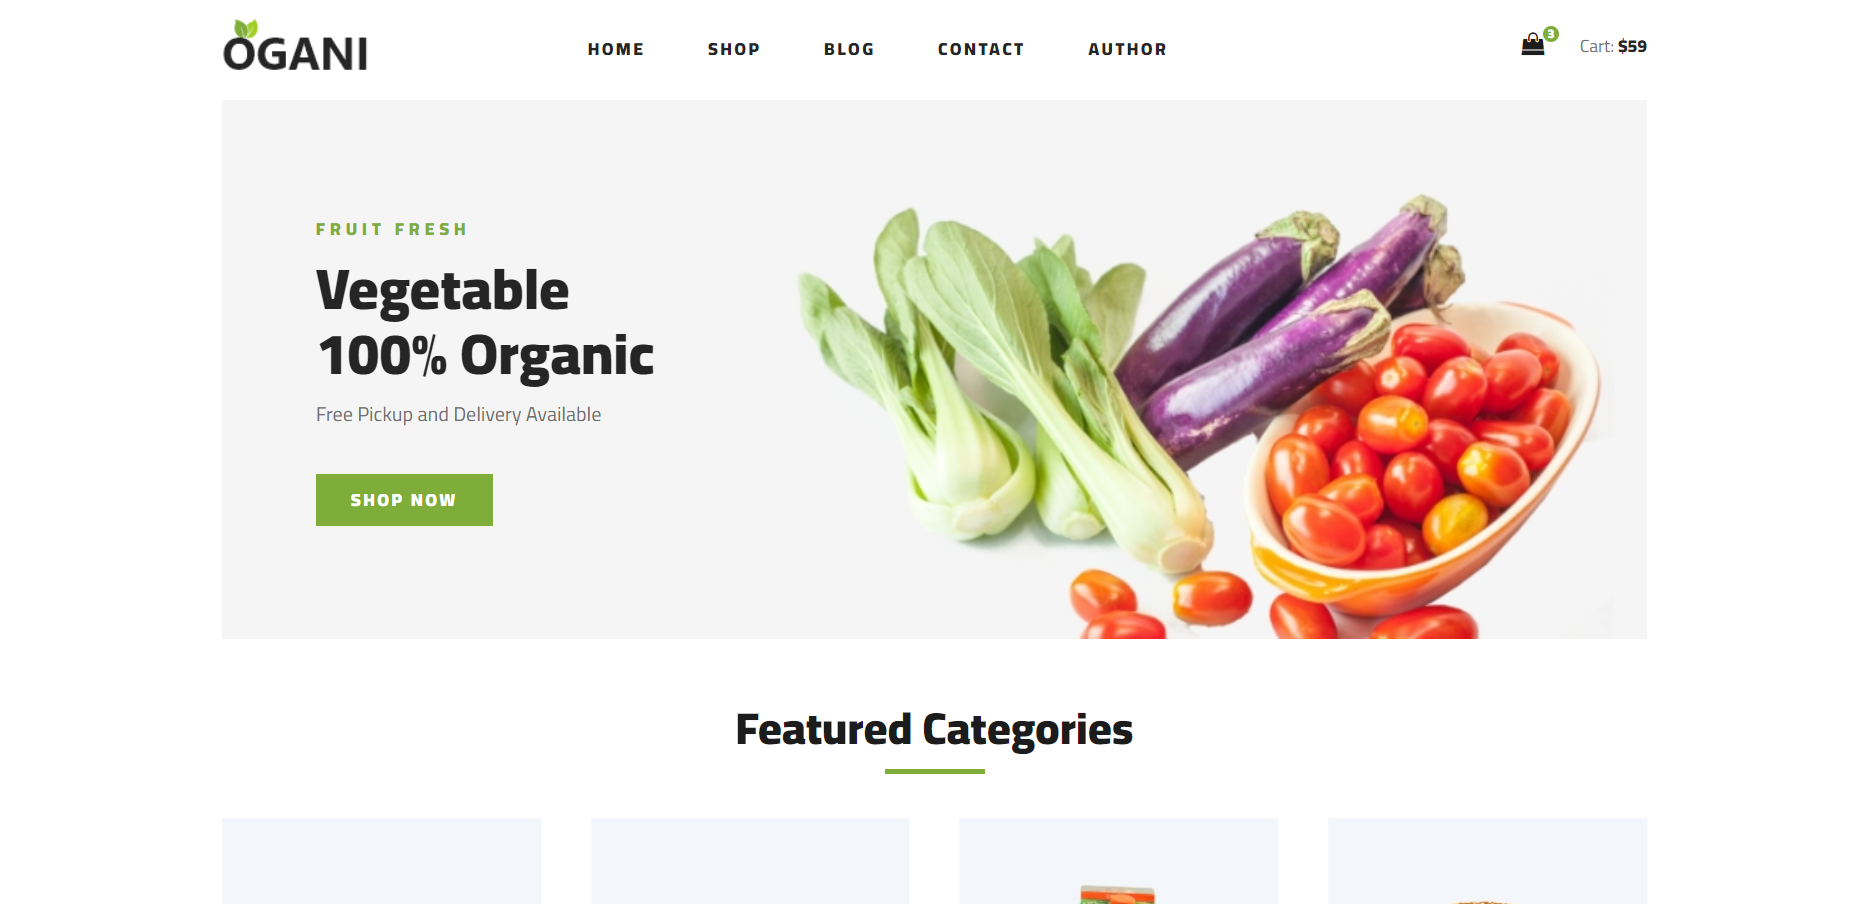 OGANI
HOME SHOP BLOG CONTACT AUTHOR
3
Cart: $59
FRUIT FRESH
Vegetable
100% Organic
Free Pickup and Delivery Available
SHOP NOW
Featured Categories